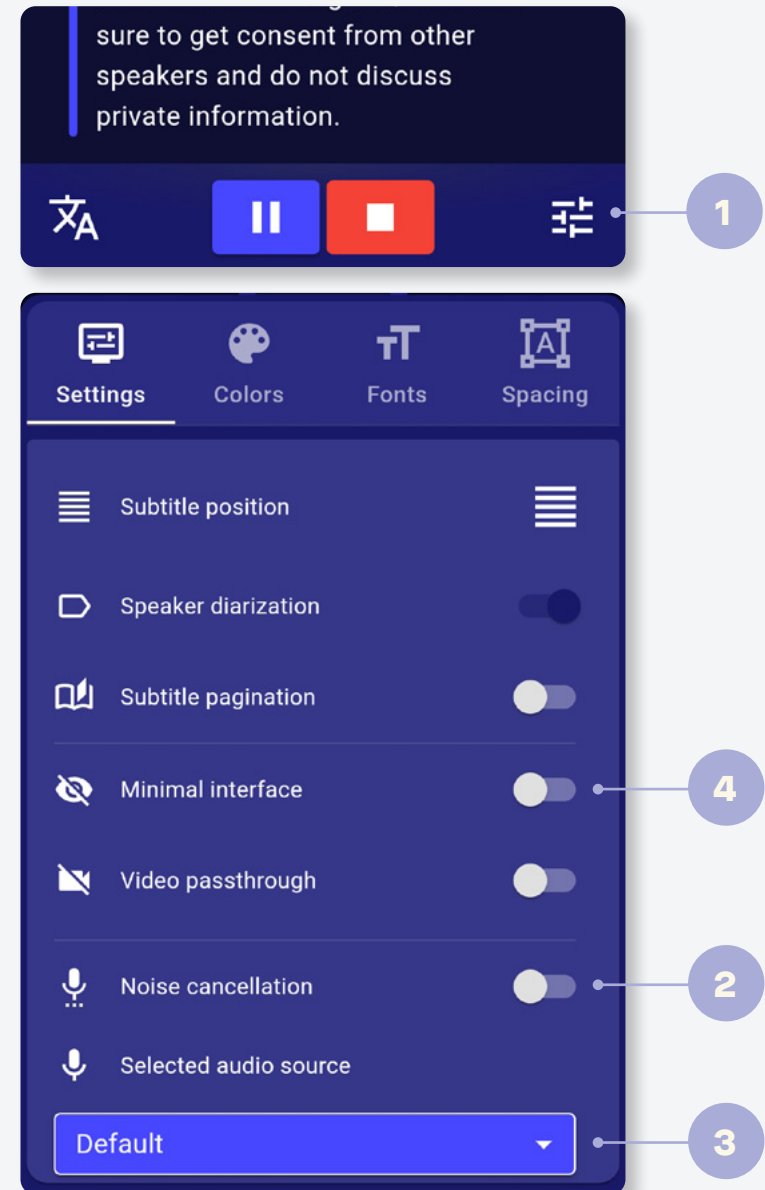 sure to get consent from other
speakers and do not discuss
private information.
1
Settings Colors Fonts Spacing
Subtitle position
Speaker diarization
Subtitle pagination
Minimal interface
4
Video passthrough
Noise cancellation
2
Selected audio source
Default
3